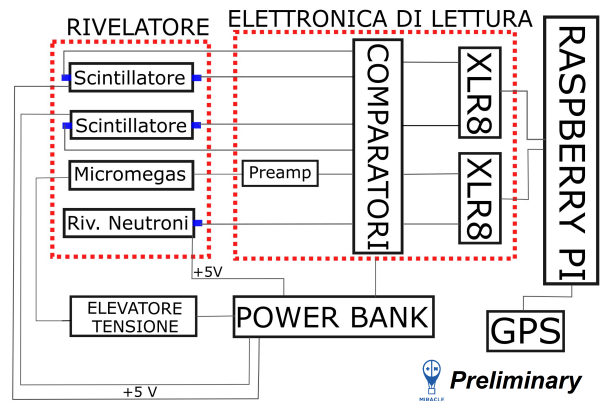 RIVELATORE
ELETTRONICA DI LETTURA
Scintillatore
Scintillatore
Micromegas
Riv. Neutroni
Preamp
COMPARATORI
XLR8
XLR8
RASPBERRY PI
+5V
ELEVATORE
TENSIONE
POWER BANK
GPS
+5 V
MIRACLE
Preliminary